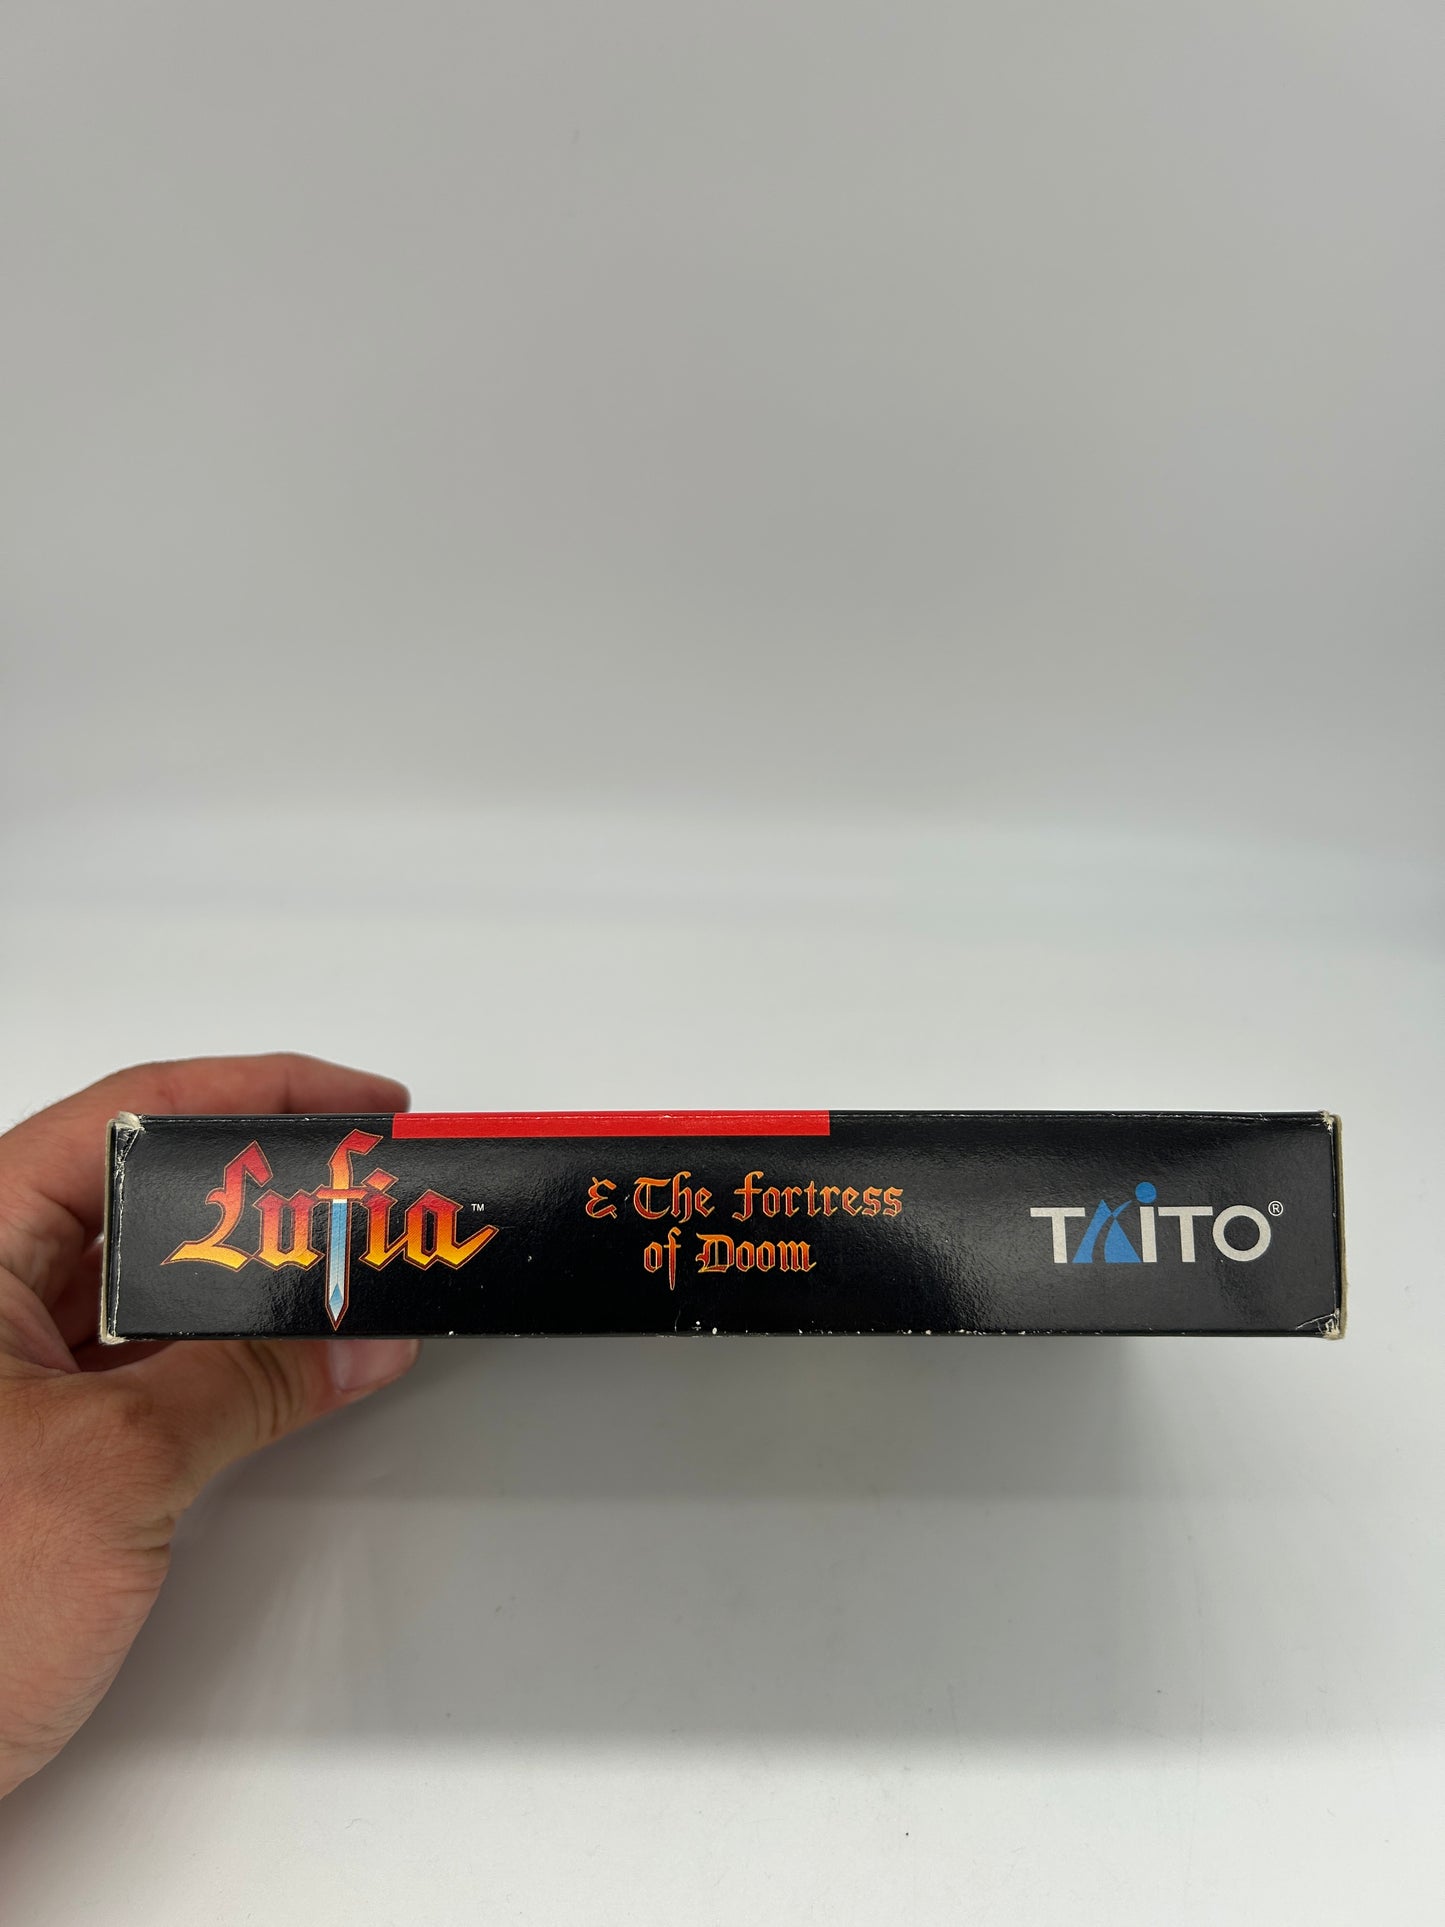 Lufia™
& The Fortress
of Doom
TAITO®